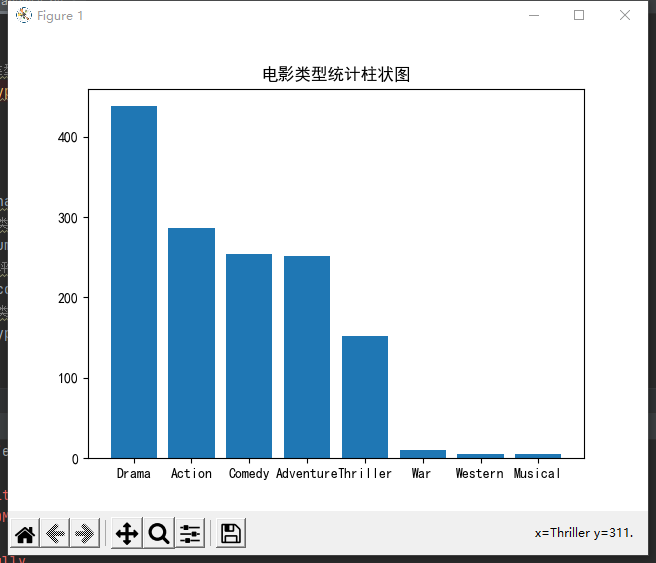 Figure 1
电影类型统计柱状图
400
300
200
100
0
Drama Action Comedy Adventure Thriller War Western Musical
x=Thriller y=311.